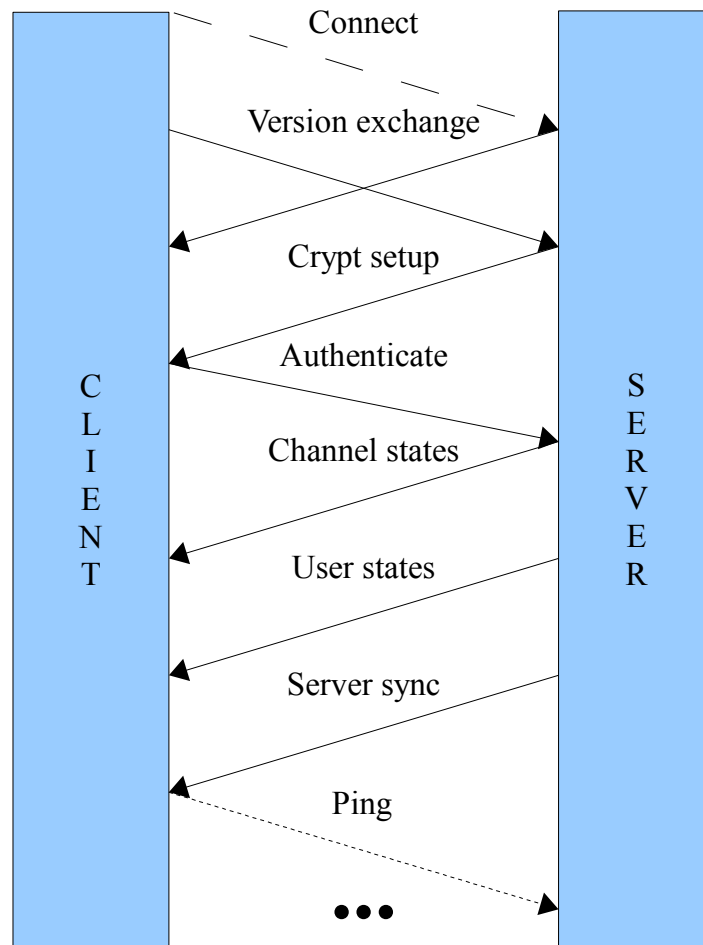 Connect
Version exchange
Crypt setup
Authenticate
CLIENT
SERVER
Channel states
User states
Server sync
Ping
•••